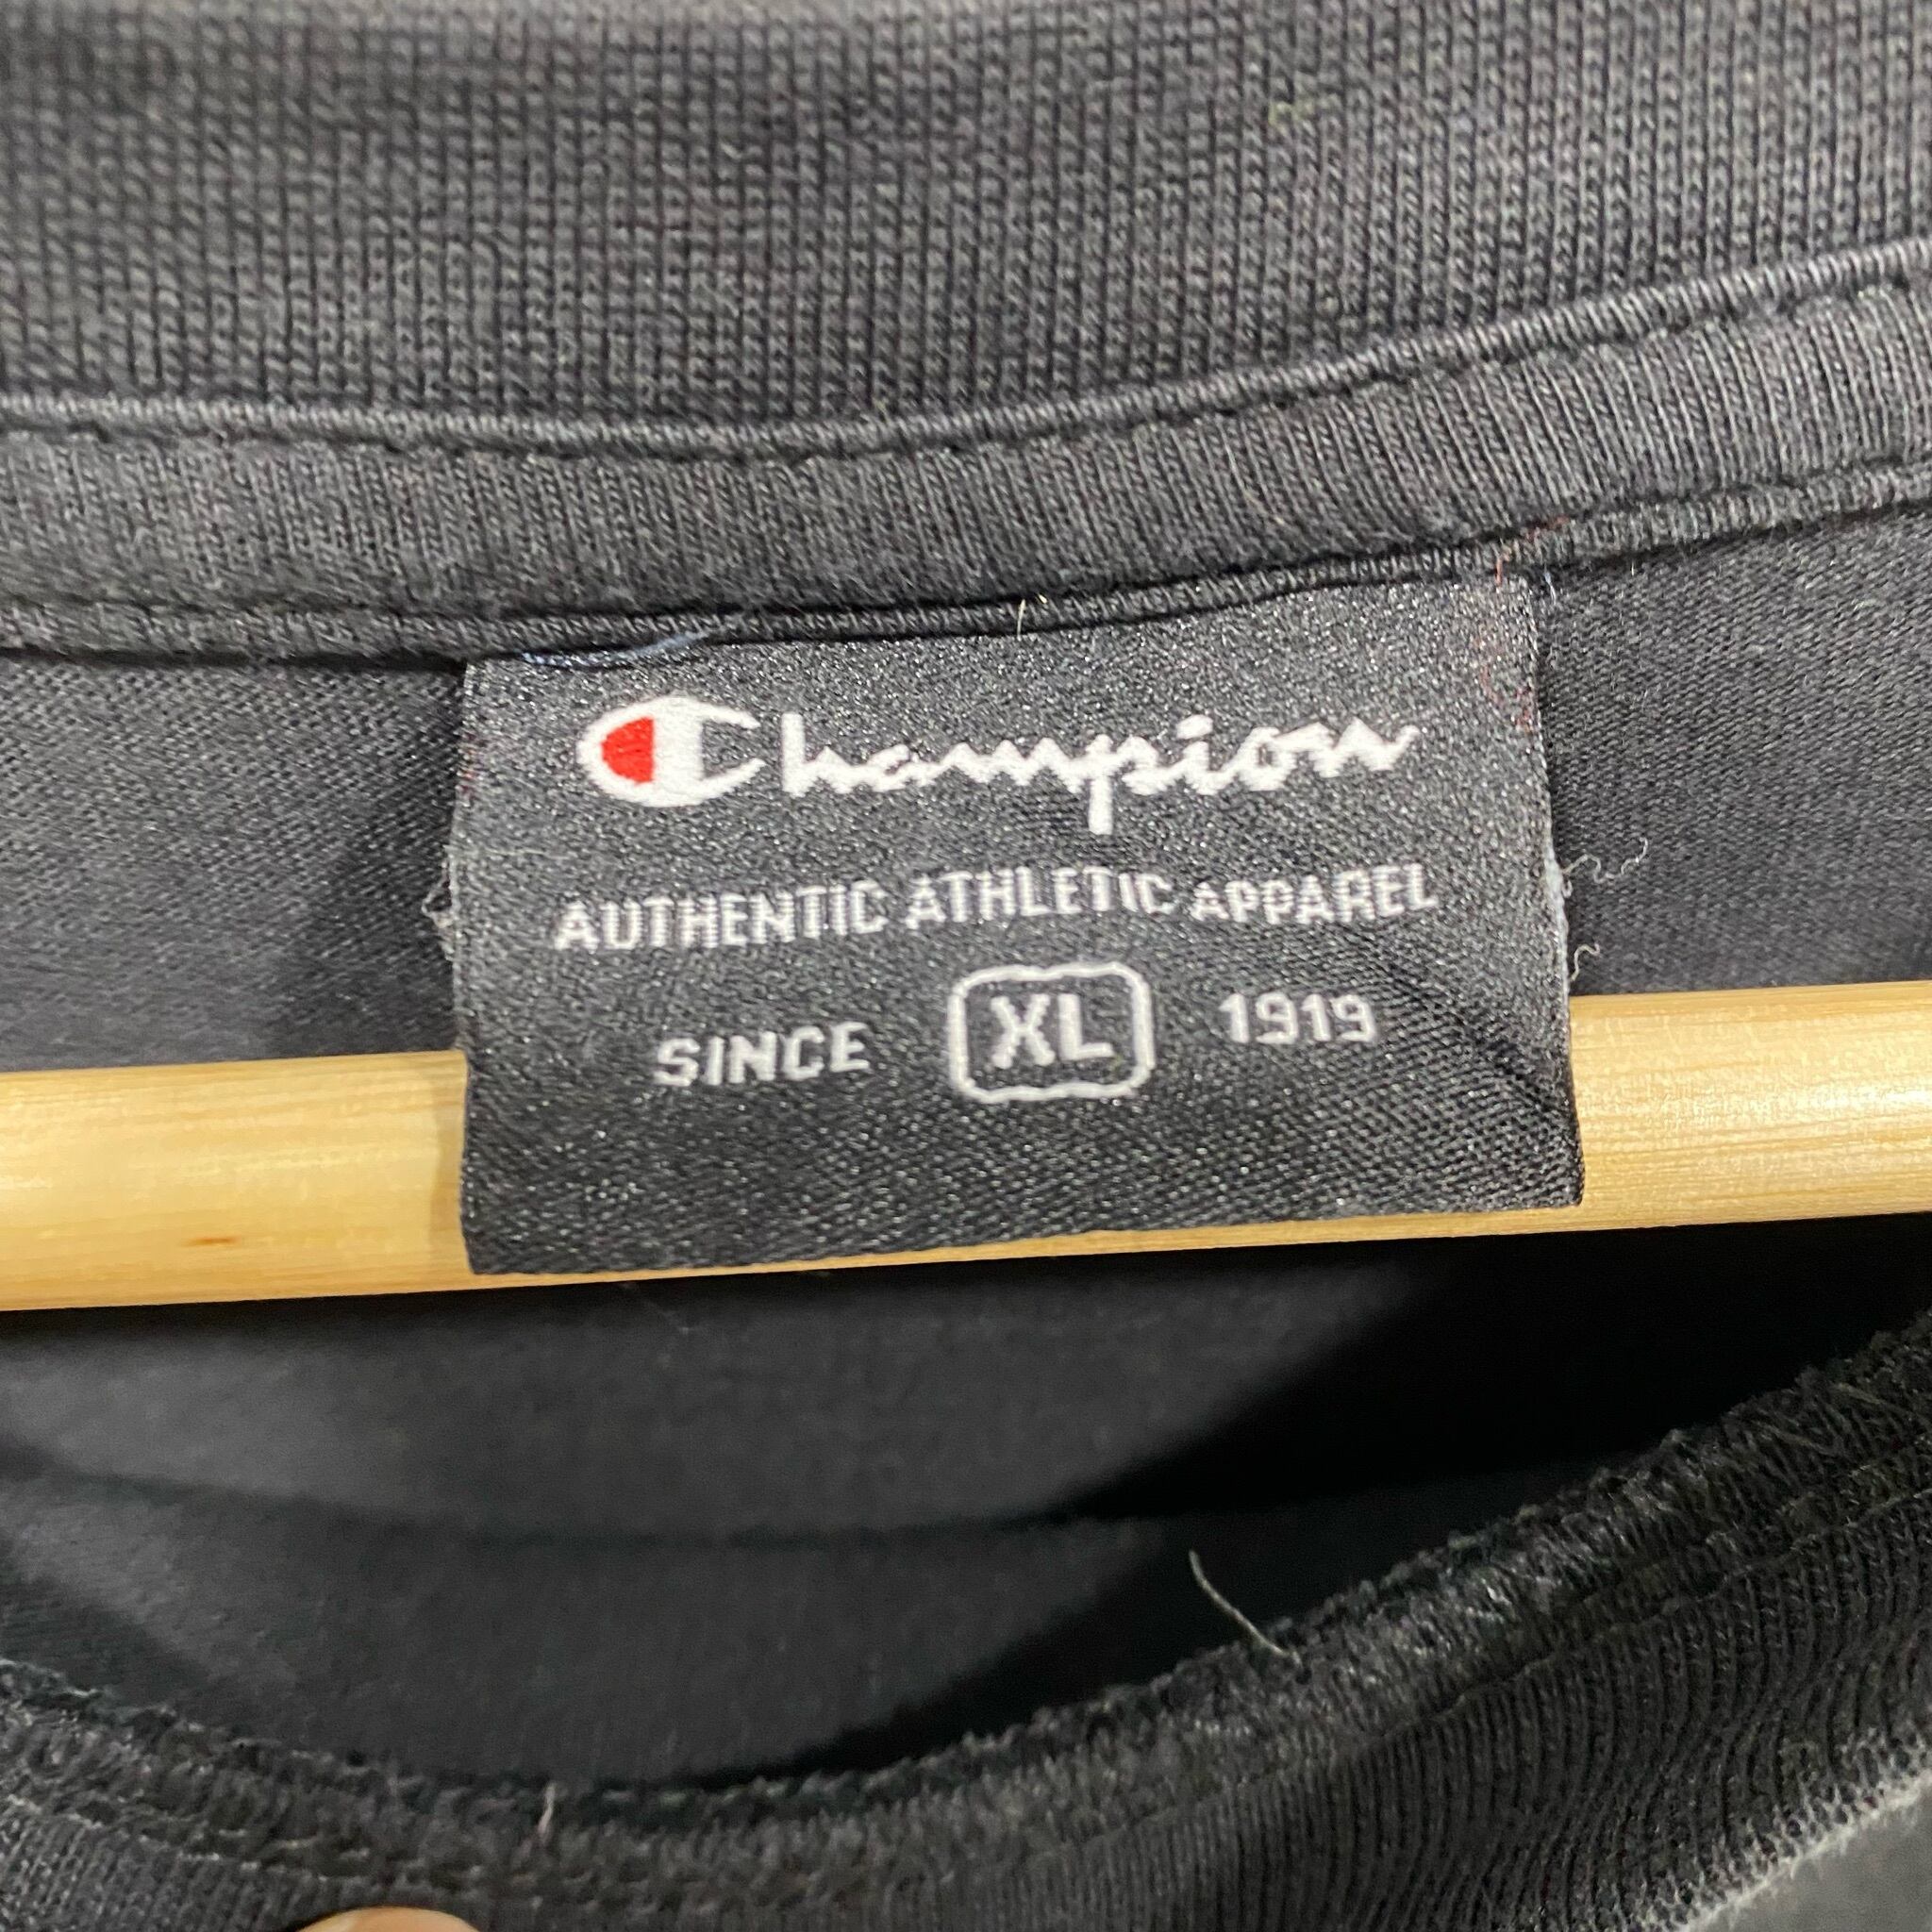 Champion
AUTHENTIC ATHLETIC APPAREL
SINCE XL 1919